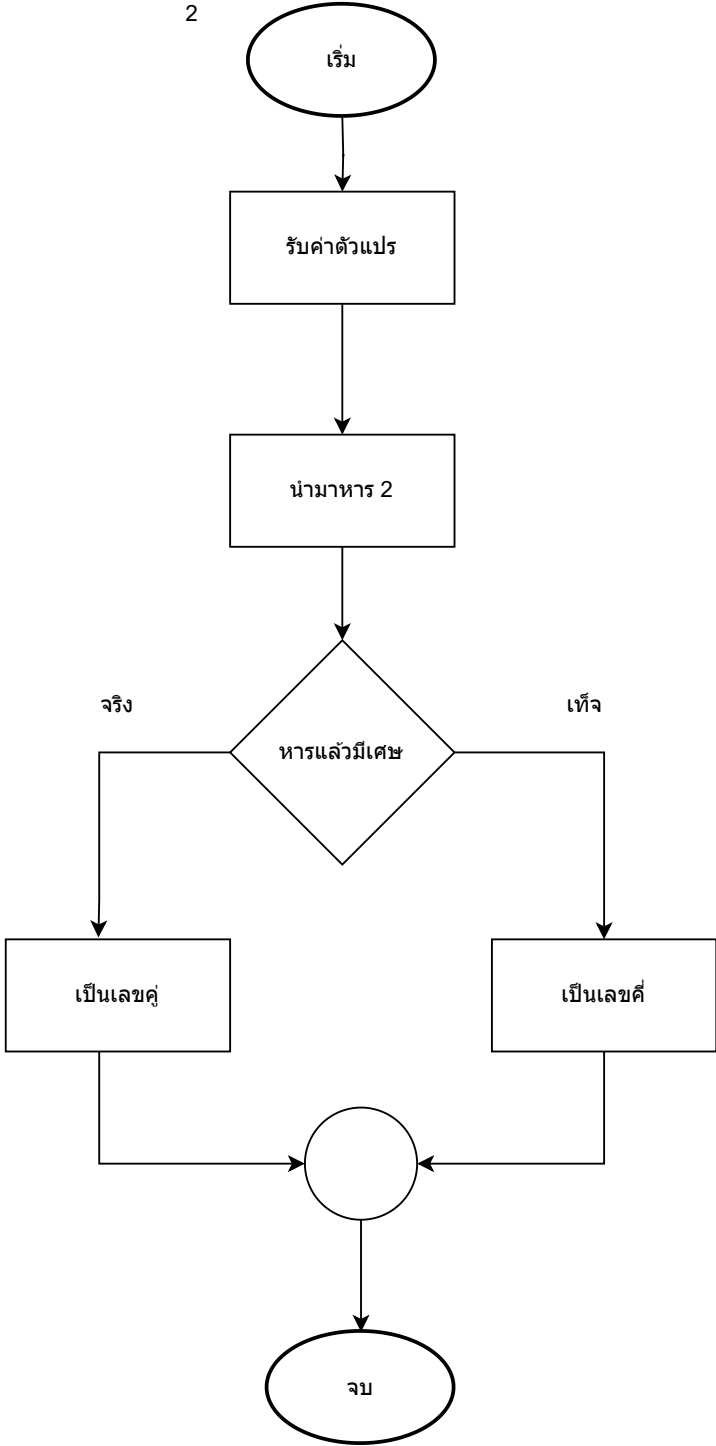 2
เริ่ม
รับค่าตัวแปร
นำมาหาร 2
จริง
เท็จ
หารแล้วมีเศษ
เป็นเลขคู่
เป็นเลขคี่
จบ